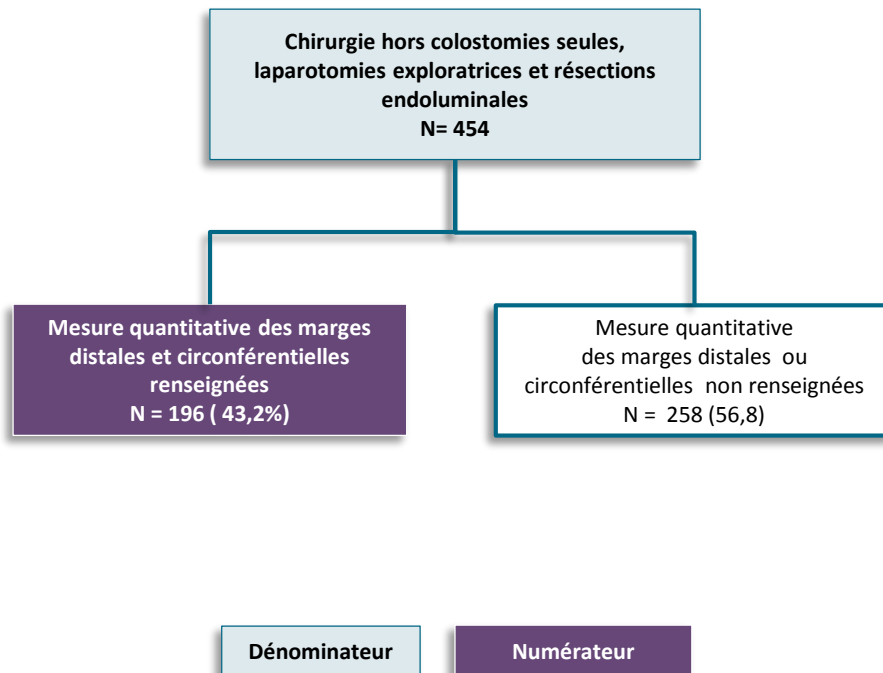 Chirurgie hors colostomies seules,
laparotomies exploratrices et résections
endoluminales
N= 454
Mesure quantitative des marges
distales et circonférentielles
renseignées
N = 196 ( 43,2%)
Mesure quantitative
des marges distales ou
circonférentielles non renseignées
N = 258 (56,8)
Dénominateur
Numérateur